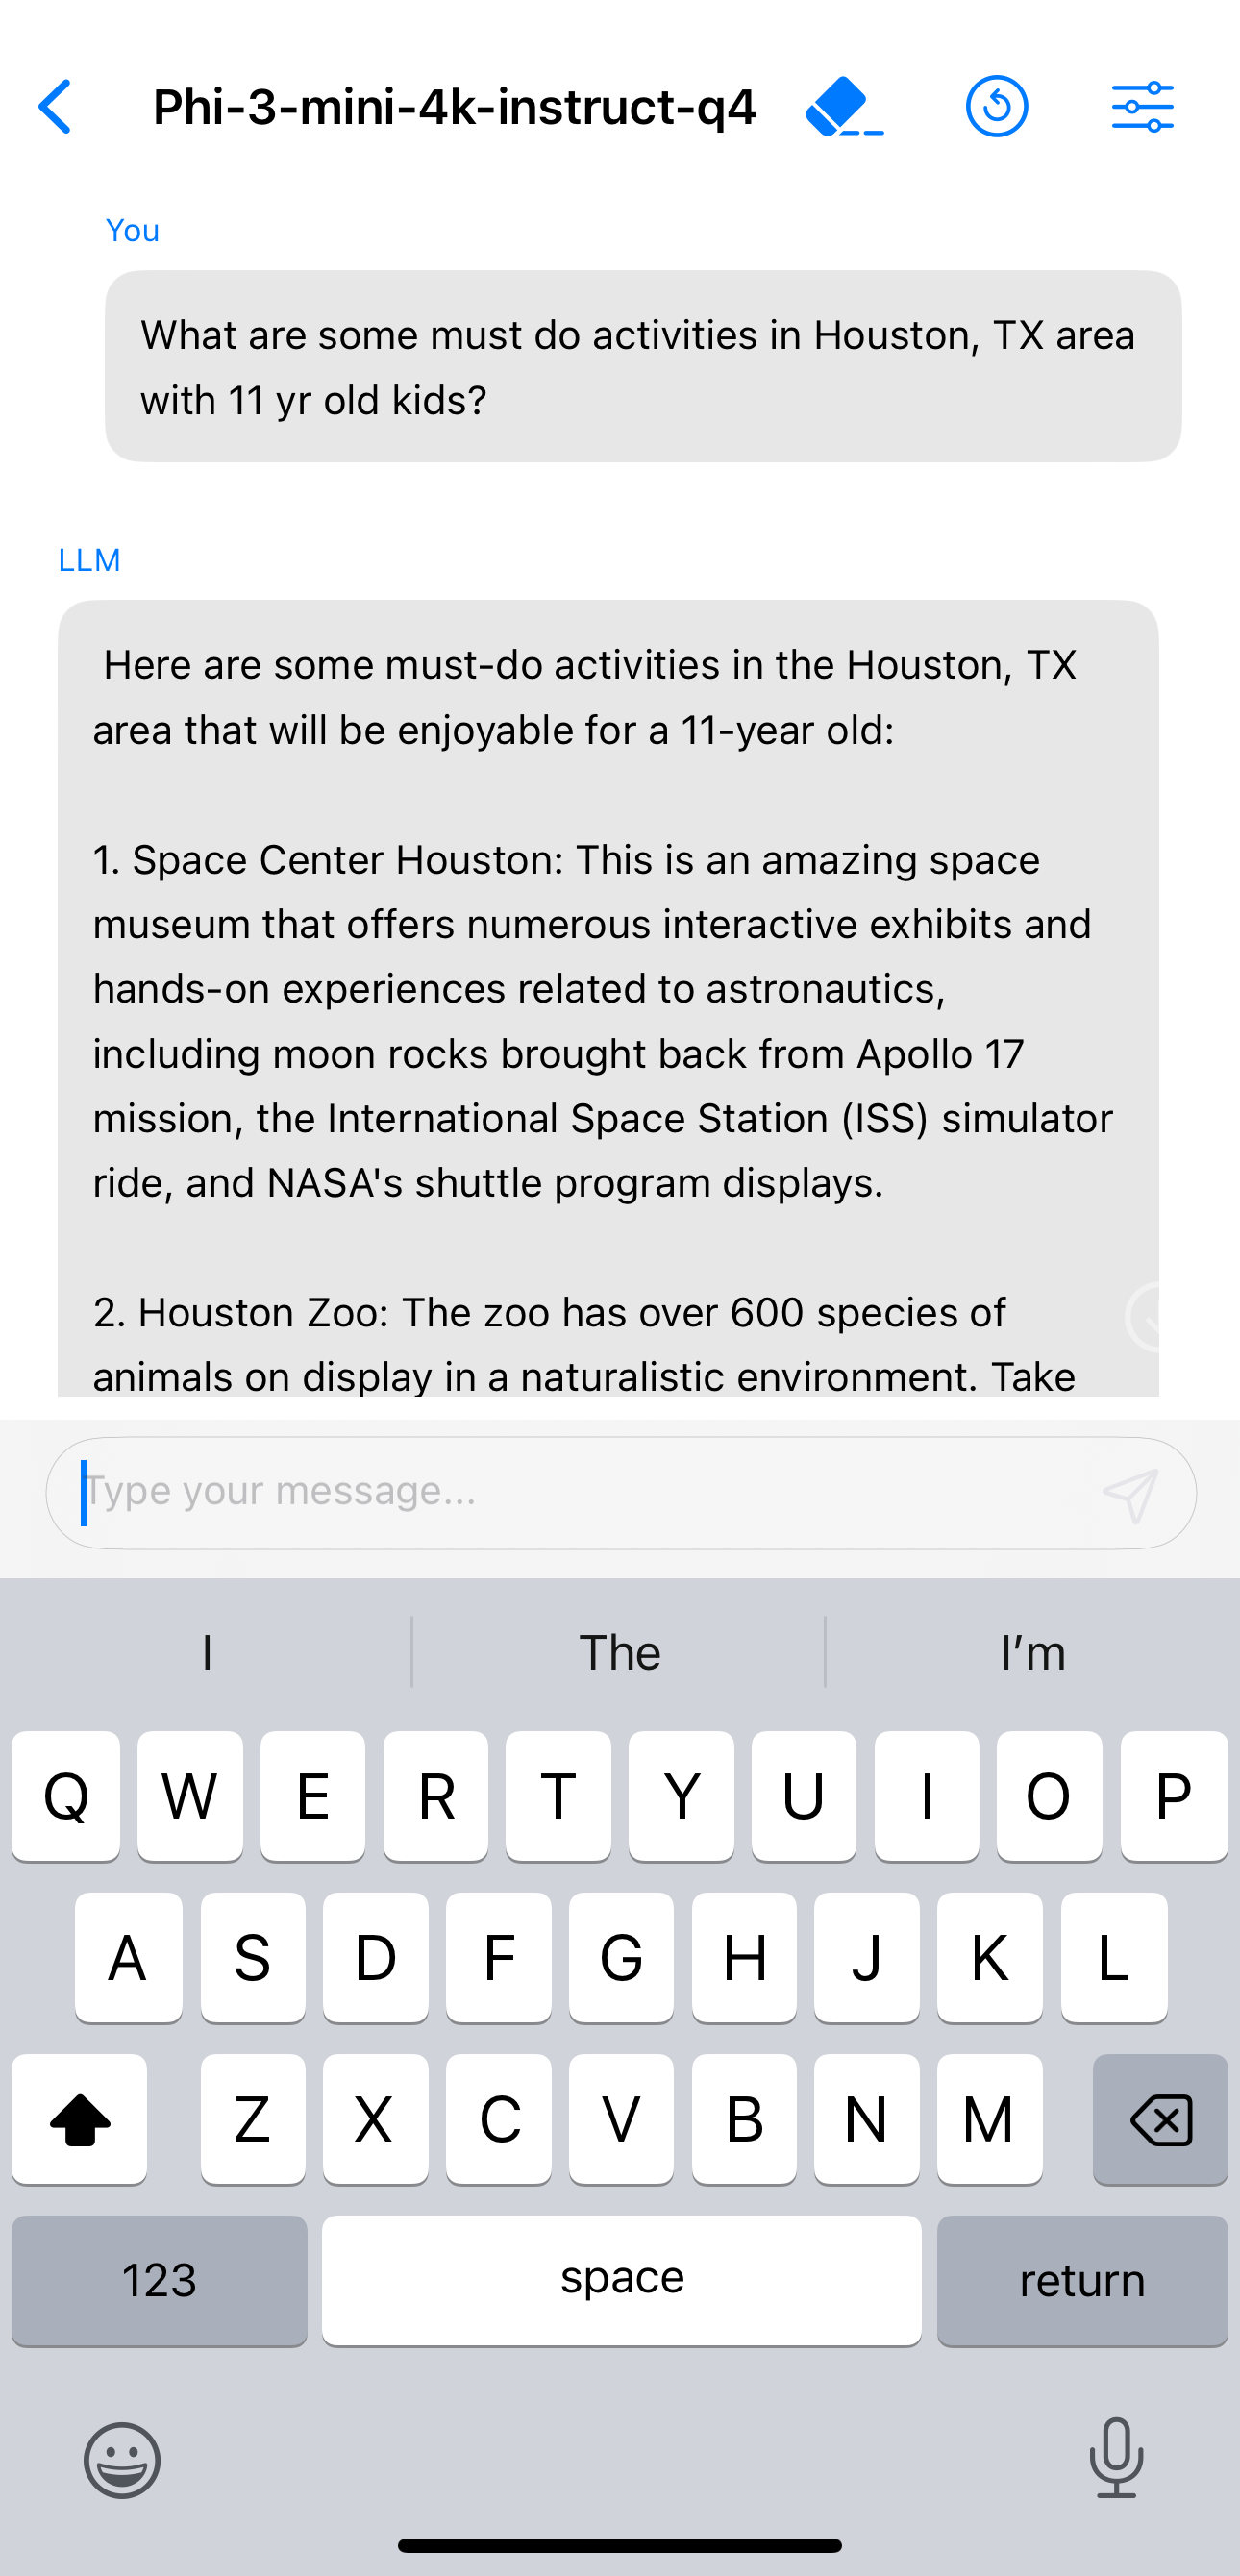 Phi-3-mini-4k-instruct-q4
You
What are some must do activities in Houston, TX area
with 11 yr old kids?
LLM
Here are some must-do activities in the Houston, TX
area that will be enjoyable for a 11-year old:
1. Space Center Houston: This is an amazing space
museum that offers numerous interactive exhibits and
hands-on experiences related to astronautics,
including moon rocks brought back from Apollo 17
mission, the International Space Station (ISS) simulator
ride, and NASA's shuttle program displays.
2. Houston Zoo: The zoo has over 600 species of
animals on display in a naturalistic environment. Take
Type your message...
I The I’m
Q W E R T Y U I O P
A S D F G H J K L
Z X C V B N M
123 space return